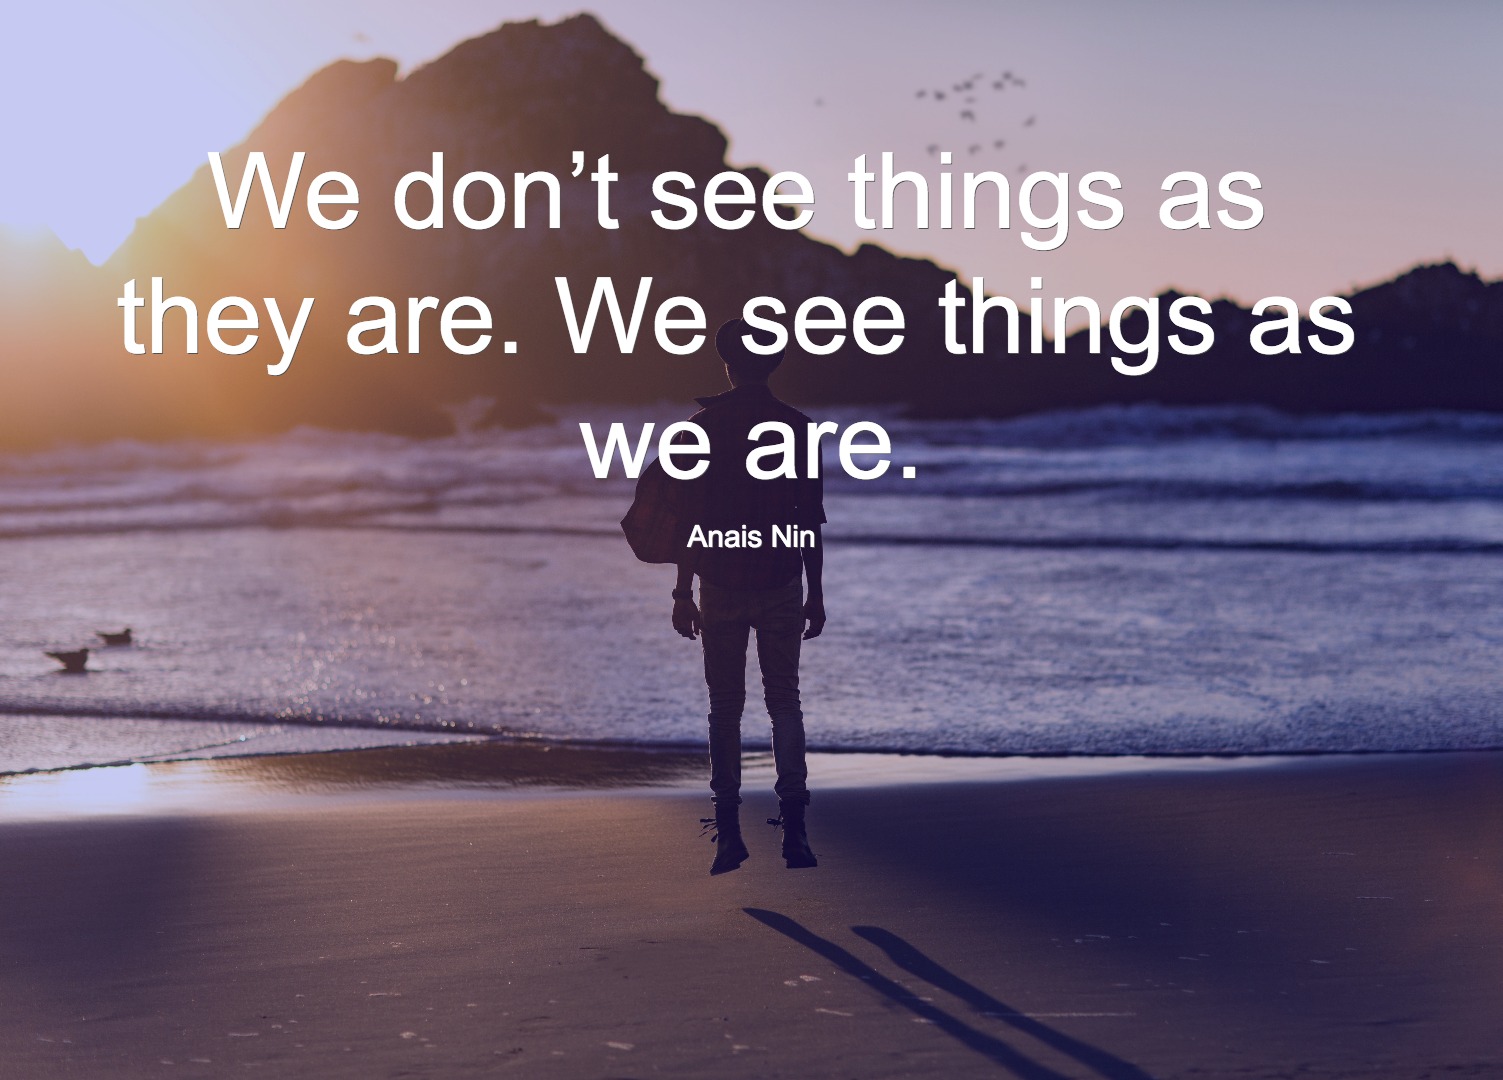 We don’t see things as
they are. We see things as
we are.
Anais Nin